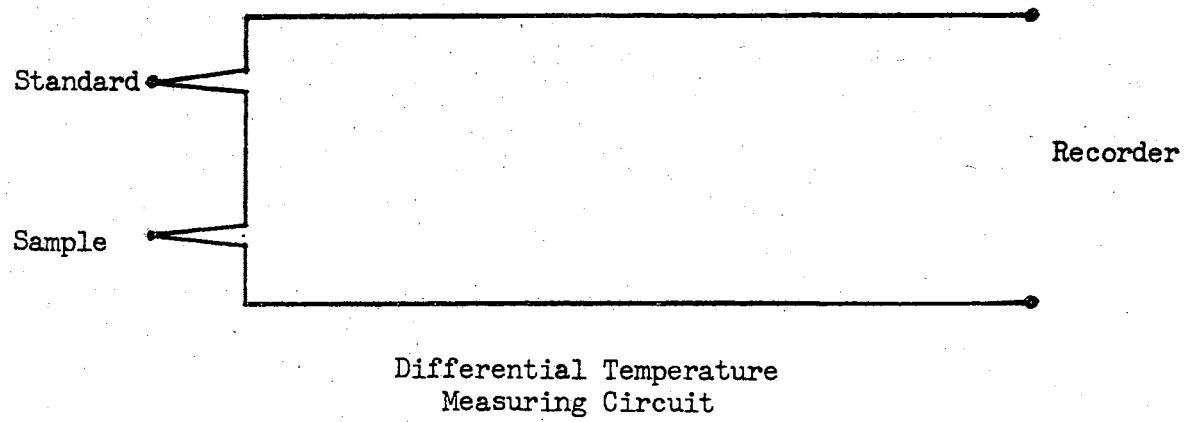 Standard
Recorder
Sample
Differential Temperature
Measuring Circuit